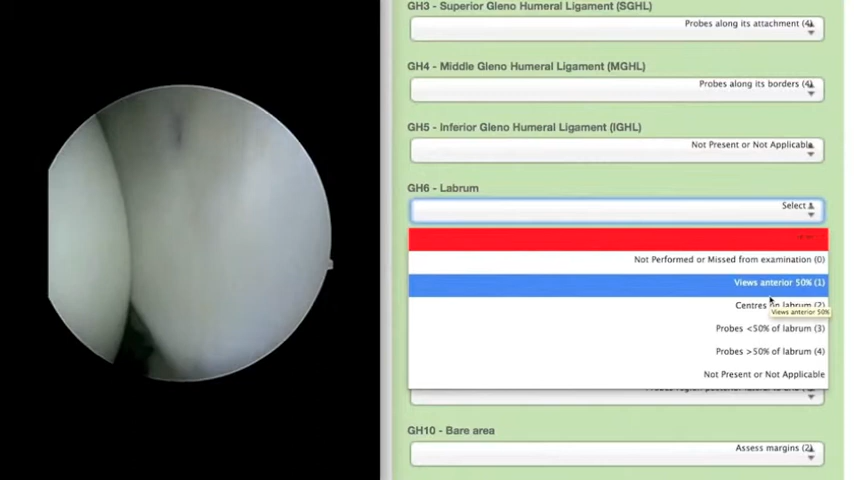 GH3 - Superior Gleno Humeral Ligament (SGHL)
Probes along its attachment (4)
GH4 - Middle Gleno Humeral Ligament (MGHL)
Probes along its borders (4)
GH5 - Inferior Gleno Humeral Ligament (IGHL)
Not Present or Not Applicable
GH6 - Labrum
Select
Not Performed or Missed from examination (0)
Views anterior 50% (1)
Centres on labrum (2)
Views anterior 50%
Probes <50% of labrum (3)
Probes >50% of labrum (4)
Not Present or Not Applicable
GH10 - Bare area
Assess margins (2)